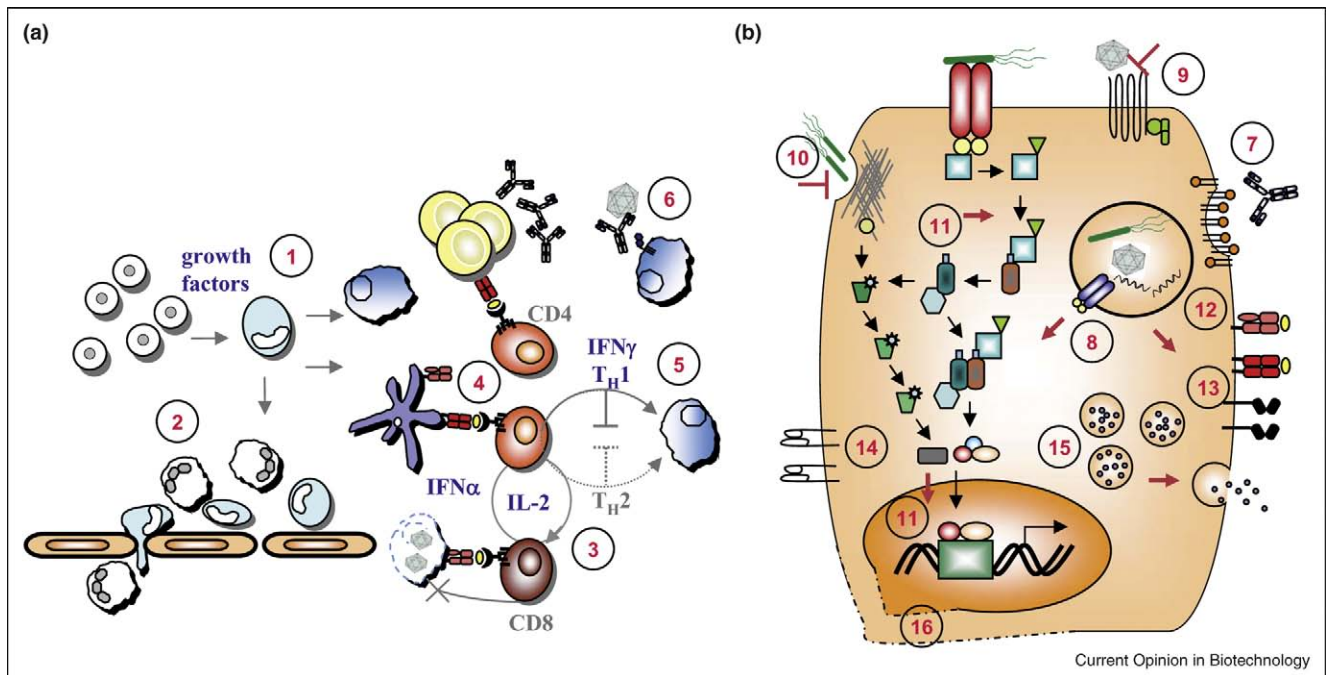 (a)
growth
factors
1
2
CD4
6
4
IFNγ
TH1
5
IFNα
IL-2
TH2
3
CD8
(b)
9
7
10
11
12
8
13
14
15
11
16
Current Opinion in Biotechnology